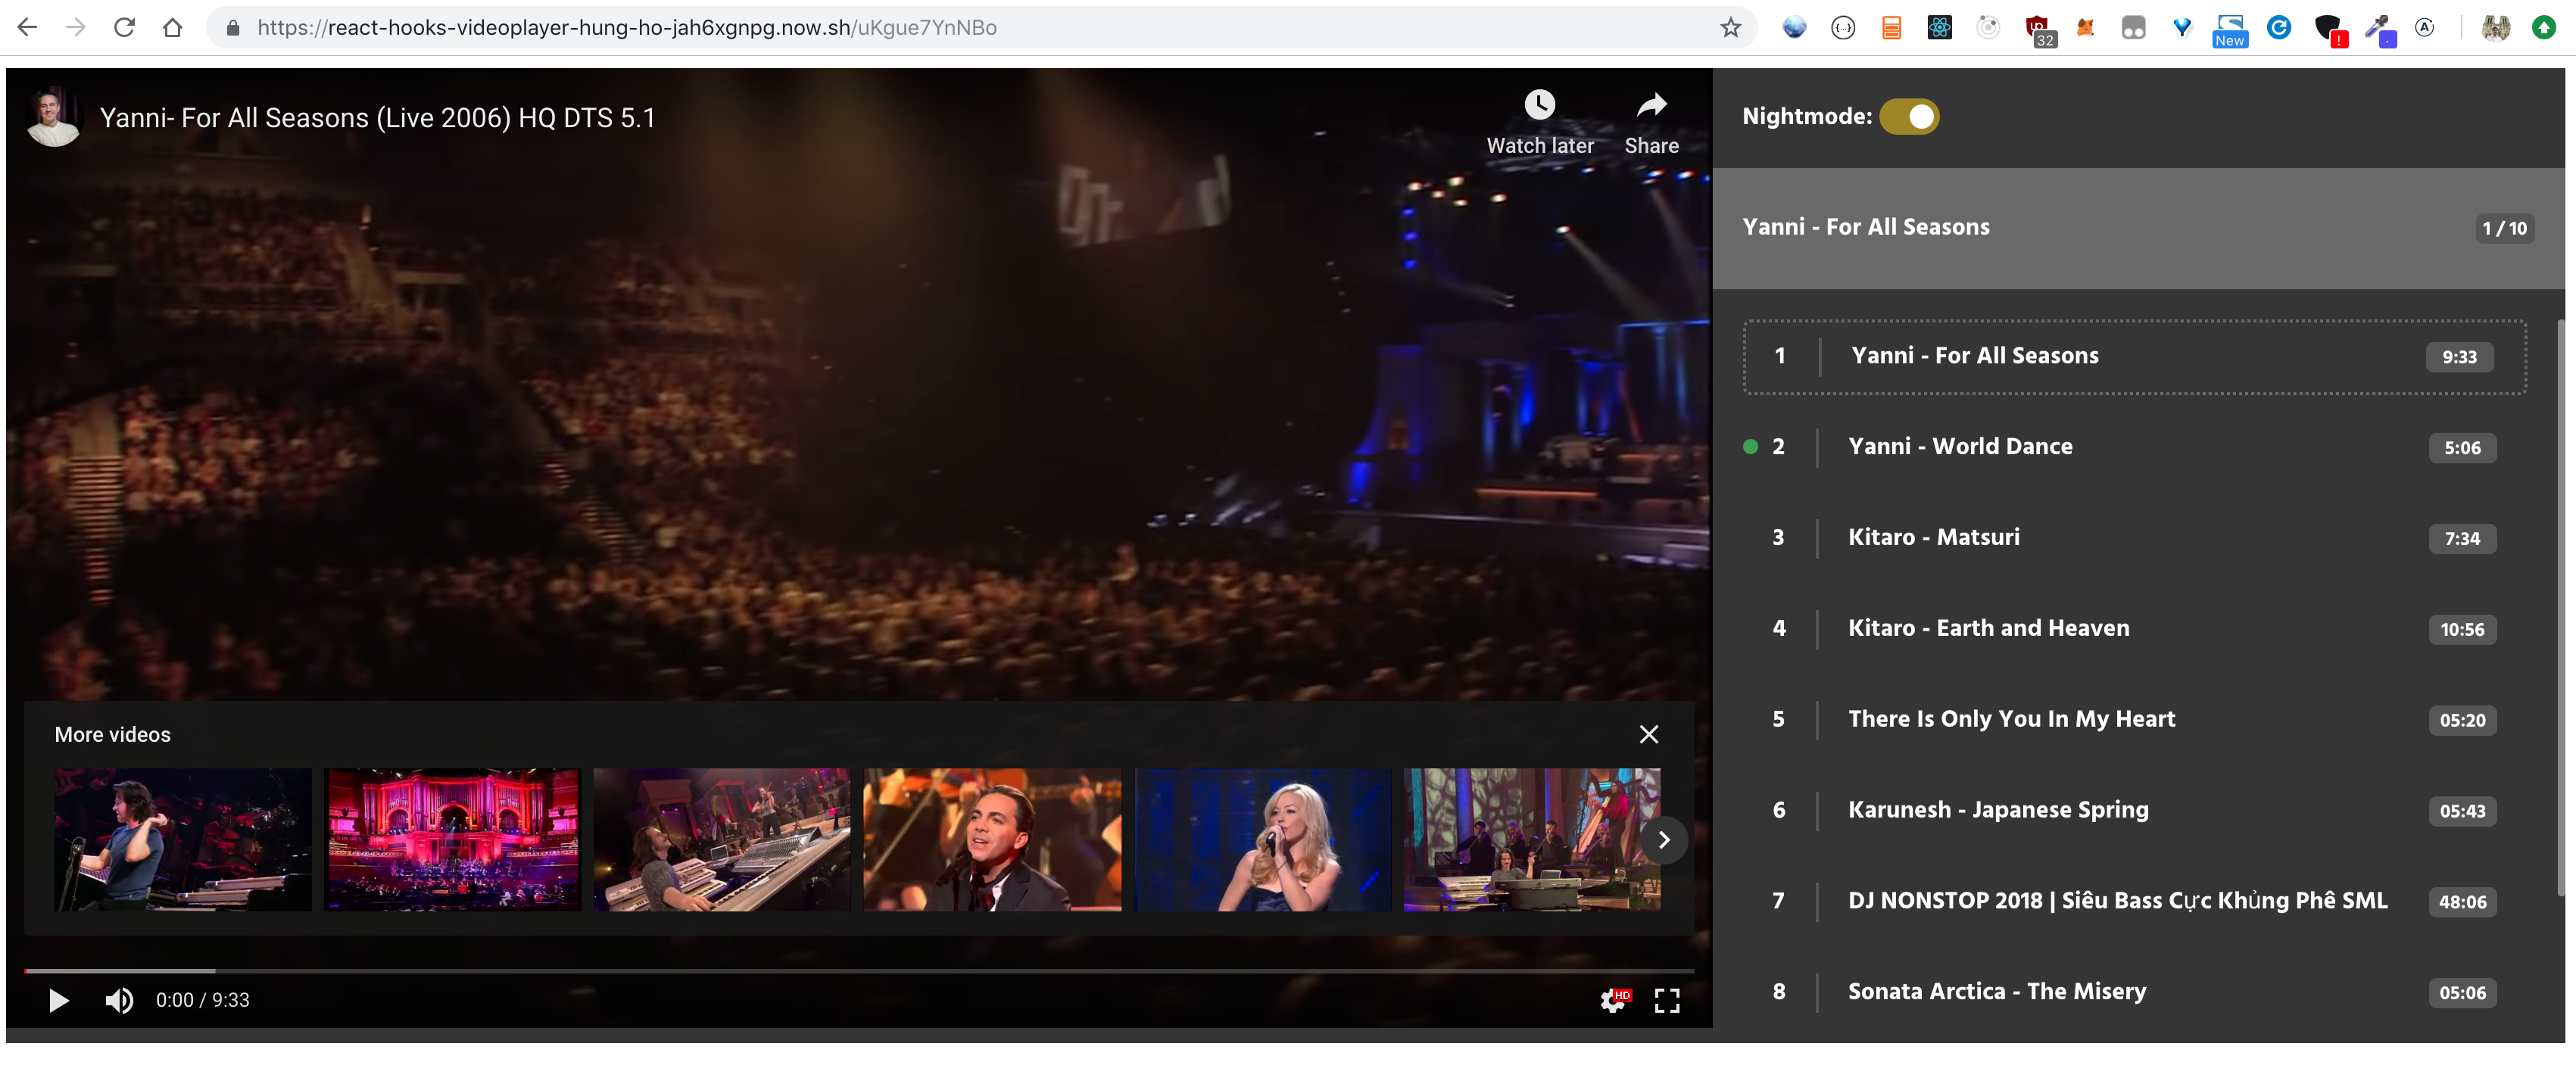 https://react-hooks-videoplayer-hung-ho-jah6xgnpg.now.sh/uKgue7YnNBo
32
New
!
A
Yanni- For All Seasons (Live 2006) HQ DTS 5.1
Watch later
Share
More videos
0:00 / 9:33
HD
Nightmode:
Yanni - For All Seasons
1 / 10
1 Yanni - For All Seasons 9:33
2 Yanni - World Dance 5:06
3 Kitaro - Matsuri 7:34
4 Kitaro - Earth and Heaven 10:56
5 There Is Only You In My Heart 05:20
6 Karunesh - Japanese Spring 05:43
7 DJ NONSTOP 2018 | Siêu Bass Cực Khủng Phê SML 48:06
8 Sonata Arctica - The Misery 05:06